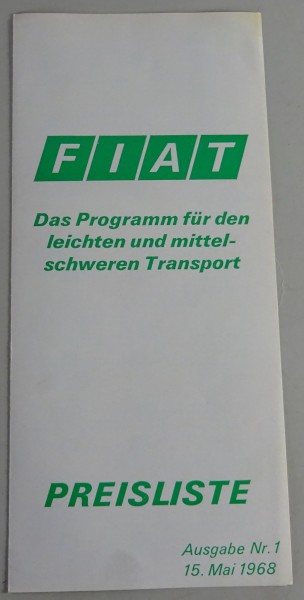 FIAT
Das Programm für den
leichten und mittel-
schweren Transport
PREISLISTE
Ausgabe Nr. 1
15. Mai 1968